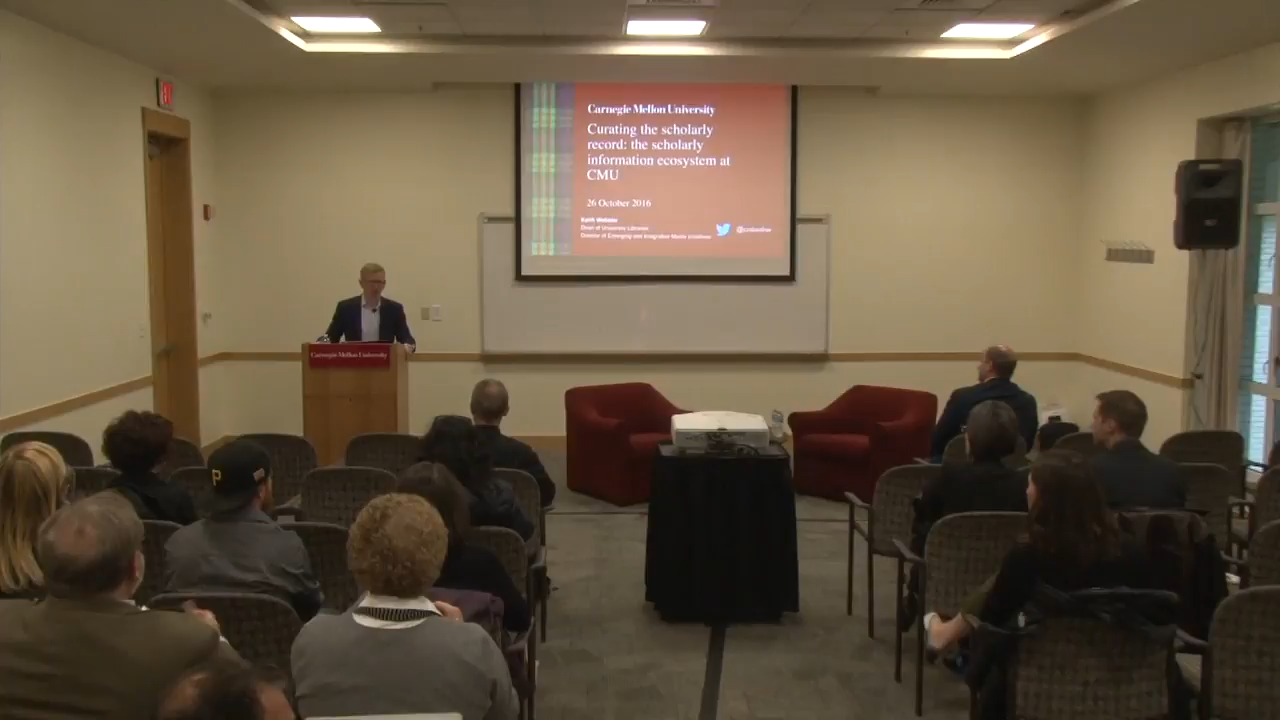 EXIT
Carnegie Mellon University
Curating the scholarly
record: the scholarly
information ecosystem at
CMU
26 October 2016
Keith Webster
Dean of University Libraries
Director of Emerging and Integrative Media Initiatives
Carnegie Mellon University
P